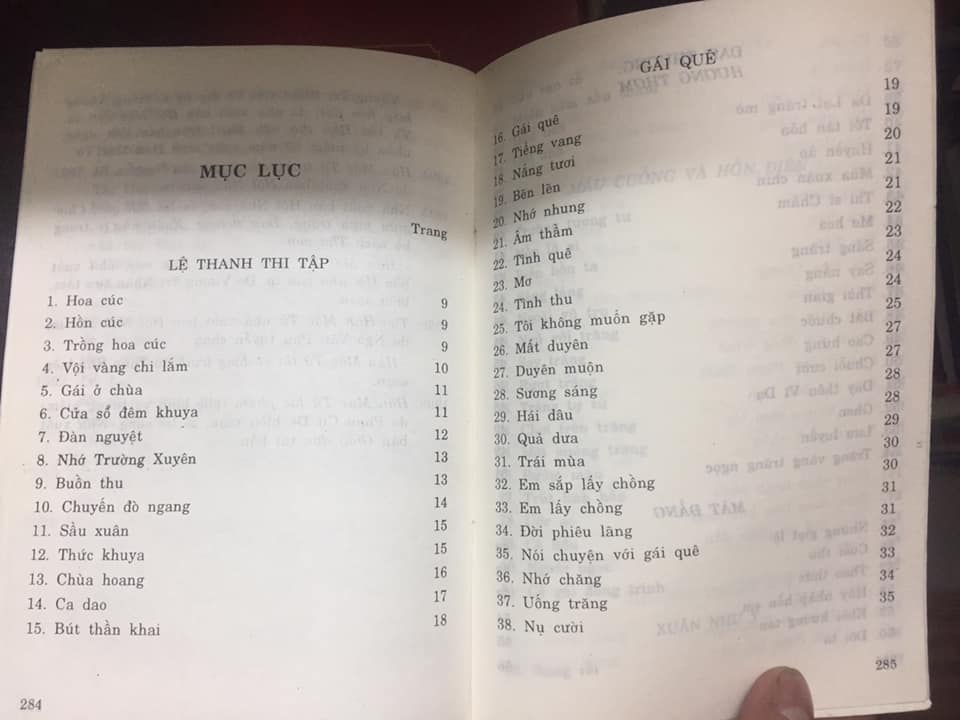 MỤC LỤC
Trang
LỆ THANH THI TẬP
1. Hoa cúc 9
2. Hồn cúc 9
3. Trồng hoa cúc 9
4. Vội vàng chi lắm 10
5. Gái ở chùa 11
6. Cửa sổ đêm khuya 11
7. Đàn nguyệt 12
8. Nhớ Trường Xuyên 13
9. Buồn thu 13
10. Chuyến đò ngang 14
11. Sầu xuân 15
12. Thức khuya 15
13. Chùa hoang 16
14. Ca dao 17
15. Bút thần khai 18
284
GÁI QUÊ
16. Gái quê 19
17. Tiếng vang 19
18. Nắng tươi 20
19. Bẽn lẽn 21
20. Nhớ nhung 21
21. Âm thầm 22
22. Tình quê 23
23. Mơ 24
24. Tình thu 24
25. Tôi không muốn gặp 25
26. Mất duyên 27
27. Duyên muộn 27
28. Sượng sáng 28
29. Hái dâu 28
30. Quả dưa 29
31. Trái mùa 30
32. Em sắp lấy chồng 30
33. Em lấy chồng 31
34. Đời phiêu lãng 31
35. Nói chuyện với gái quê 32
36. Nhớ chăng 33
37. Uống trăng 34
38. Nụ cười 35
285